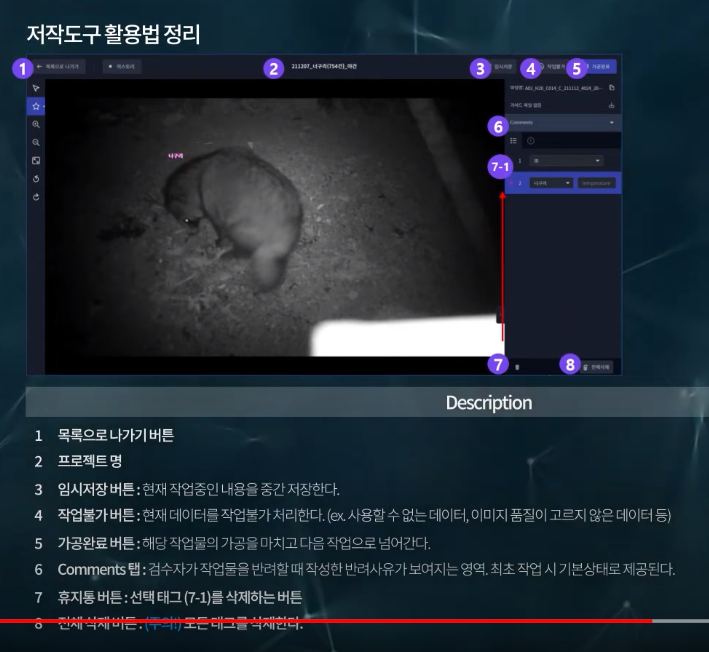 저작도구 활용법 정리
1 ← 목록으로 나가기
히스토리
2 211207_너구리(754건)_야간
3 임시저장
4 작업불가
5 가공완료
파일명: A03_N20_C014_C_211112_4024_20...
6 Comments
너구리
7-1 1
2 너구리 temperature
7
8 전체삭제
Description
1 목록으로 나가기 버튼
2 프로젝트 명
3 임시저장 버튼 : 현재 작업중인 내용을 중간 저장한다.
4 작업불가 버튼 : 현재 데이터를 작업불가 처리한다. (ex. 사용할 수 없는 데이터, 이미지 품질이 고르지 않은 데이터 등)
5 가공완료 버튼 : 해당 작업물의 가공을 마치고 다음 작업으로 넘어간다.
6 Comments 탭 : 검수자가 작업물을 반려할 때 작성한 반려사유가 보여지는 영역. 최초 작업 시 기본상태로 제공된다.
7 휴지통 버튼 : 선택 태그 (7-1)를 삭제하는 버튼
8 전체 삭제 버튼 : (주의!) 모든 태그를 삭제한다.